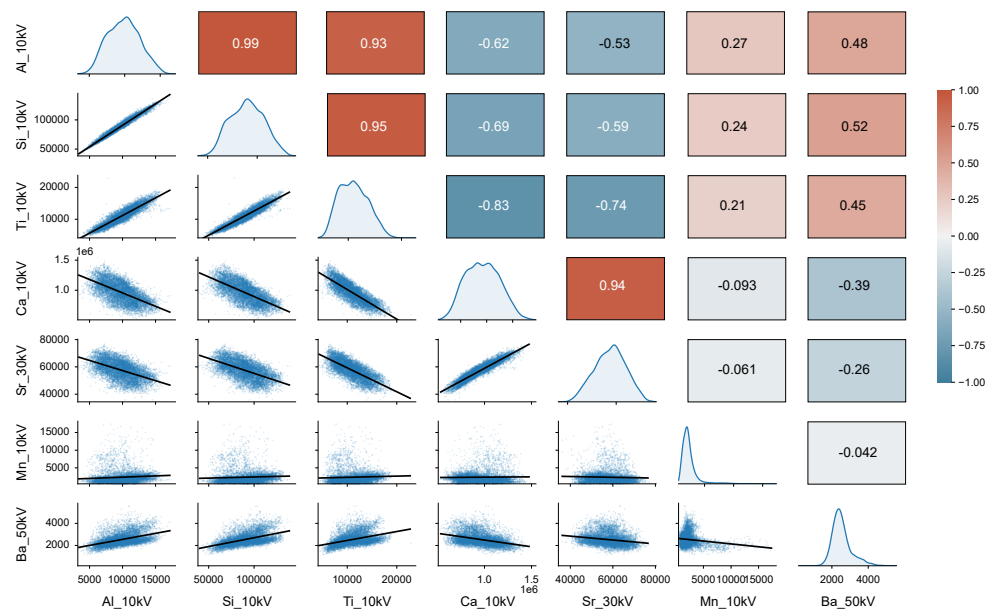 Al_10kV
0.99
0.93
-0.62
-0.53
0.27
0.48
1.00
0.75
0.50
0.25
0.00
−0.25
−0.50
−0.75
−1.00
Si_10kV
100000
50000
0.95
-0.69
-0.59
0.24
0.52
Ti_10kV
20000
10000
-0.83
-0.74
0.21
0.45
Ca_10kV
1e6
1.5
1.0
0.94
-0.093
-0.39
Sr_30kV
80000
60000
40000
-0.061
-0.26
Mn_10kV
15000
10000
5000
-0.042
Ba_50kV
4000
2000
5000 10000 15000
50000 100000
10000 20000
1.0 1.5
1e6
40000 60000 80000
5000 10000 15000
2000 4000
Al_10kV
Si_10kV
Ti_10kV
Ca_10kV
Sr_30kV
Mn_10kV
Ba_50kV